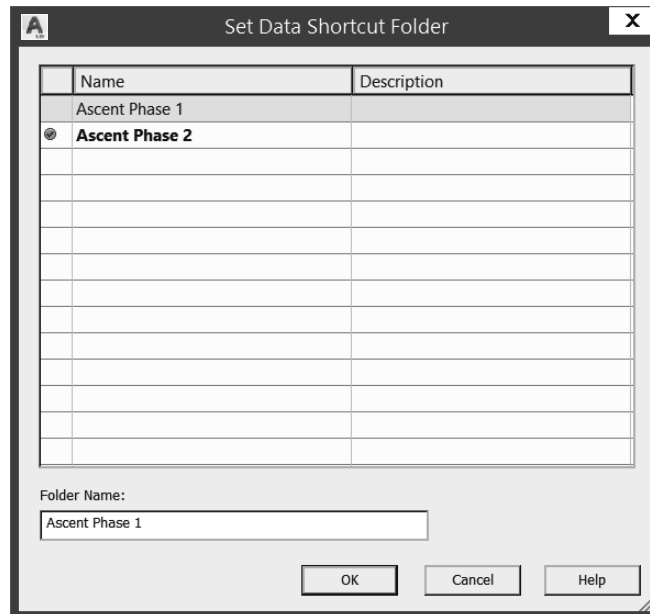 Set Data Shortcut Folder
X
Name Description
Ascent Phase 1
Ascent Phase 2
Folder Name:
Ascent Phase 1
OK Cancel Help